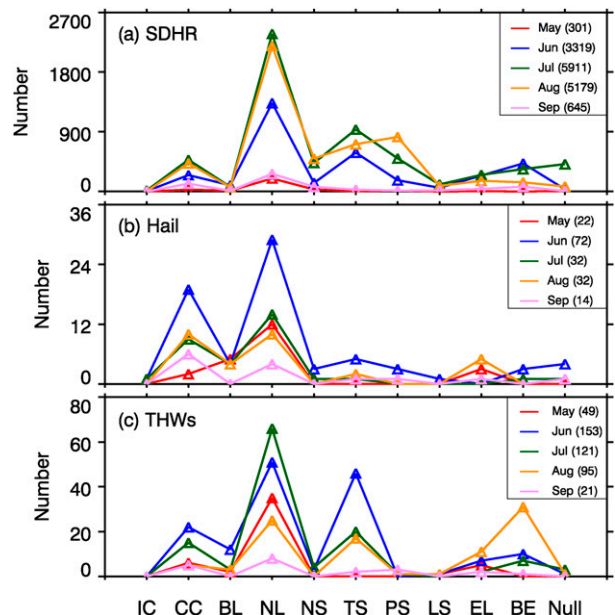 2700
(a) SDHR
May (301)
Jun (3319)
1800
Jul (5911)
Aug (5179)
Number
Sep (645)
900
0
36
(b) Hail
May (22)
Jun (72)
24
Jul (32)
Aug (32)
Number
Sep (14)
12
0
80
(c) THWs
May (49)
Jun (153)
60
Jul (121)
Aug (95)
Number
Sep (21)
40
20
0
IC CC BL NL NS TS PS LS EL BE Null